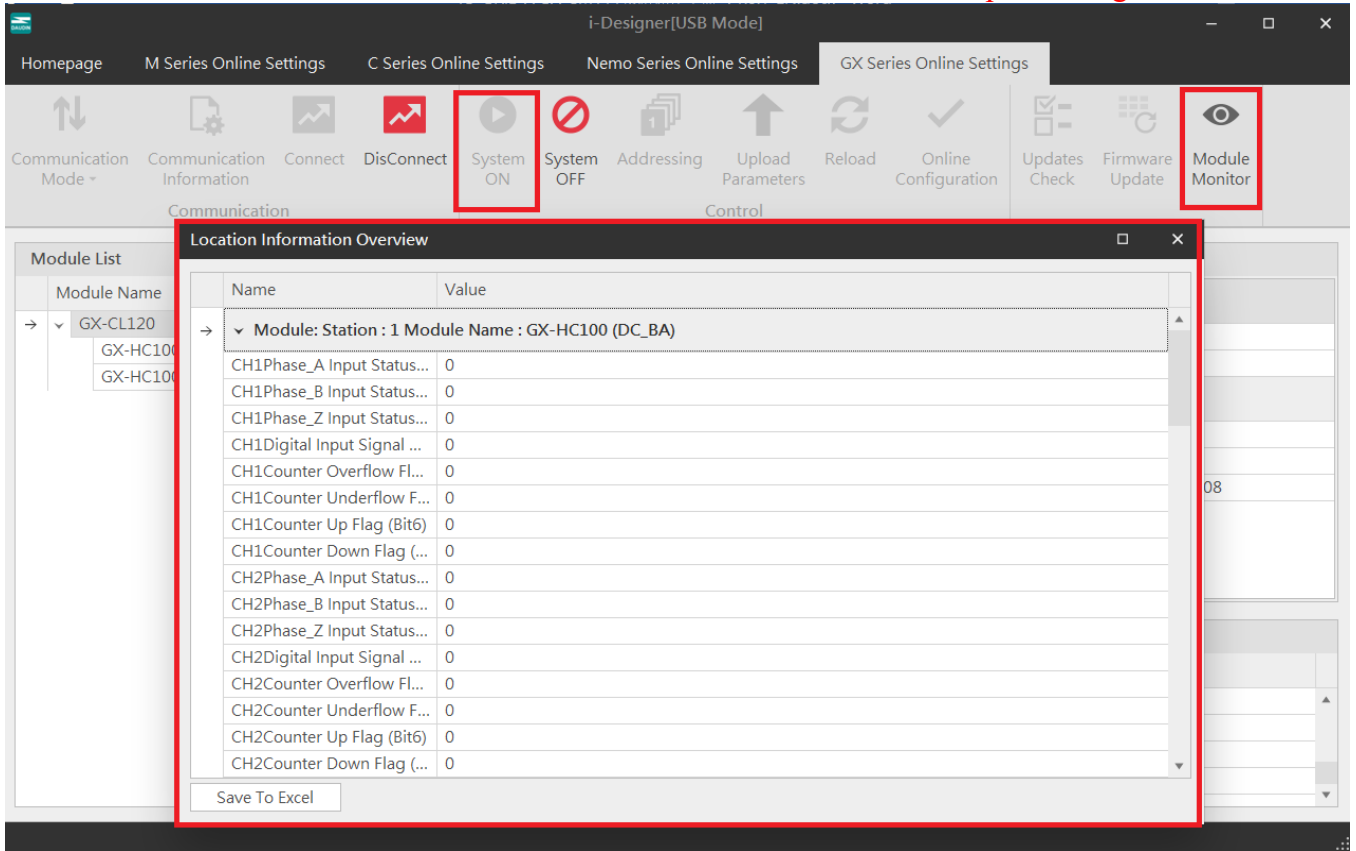 i-Designer[USB Mode]
DAUDIN
Homepage M Series Online Settings C Series Online Settings Nemo Series Online Settings GX Series Online Settings
Communication Mode
Communication Information
Connect
DisConnect
System ON
System OFF
1
Addressing
Upload Parameters
Reload
Online Configuration
Updates Check
Firmware Update
Module Monitor
Communication
Control
Module List
Module Name
GX-CL120
GX-HC100
GX-HC100
Location Information Overview
Name Value
Module: Station : 1 Module Name : GX-HC100 (DC_BA)
CH1Phase_A Input Status... 0
CH1Phase_B Input Status... 0
CH1Phase_Z Input Status... 0
CH1Digital Input Signal ... 0
CH1Counter Overflow Fl... 0
CH1Counter Underflow F... 0
CH1Counter Up Flag (Bit6) 0
CH1Counter Down Flag (... 0
CH2Phase_A Input Status... 0
CH2Phase_B Input Status... 0
CH2Phase_Z Input Status... 0
CH2Digital Input Signal ... 0
CH2Counter Overflow Fl... 0
CH2Counter Underflow F... 0
CH2Counter Up Flag (Bit6) 0
CH2Counter Down Flag (... 0
08
Save To Excel